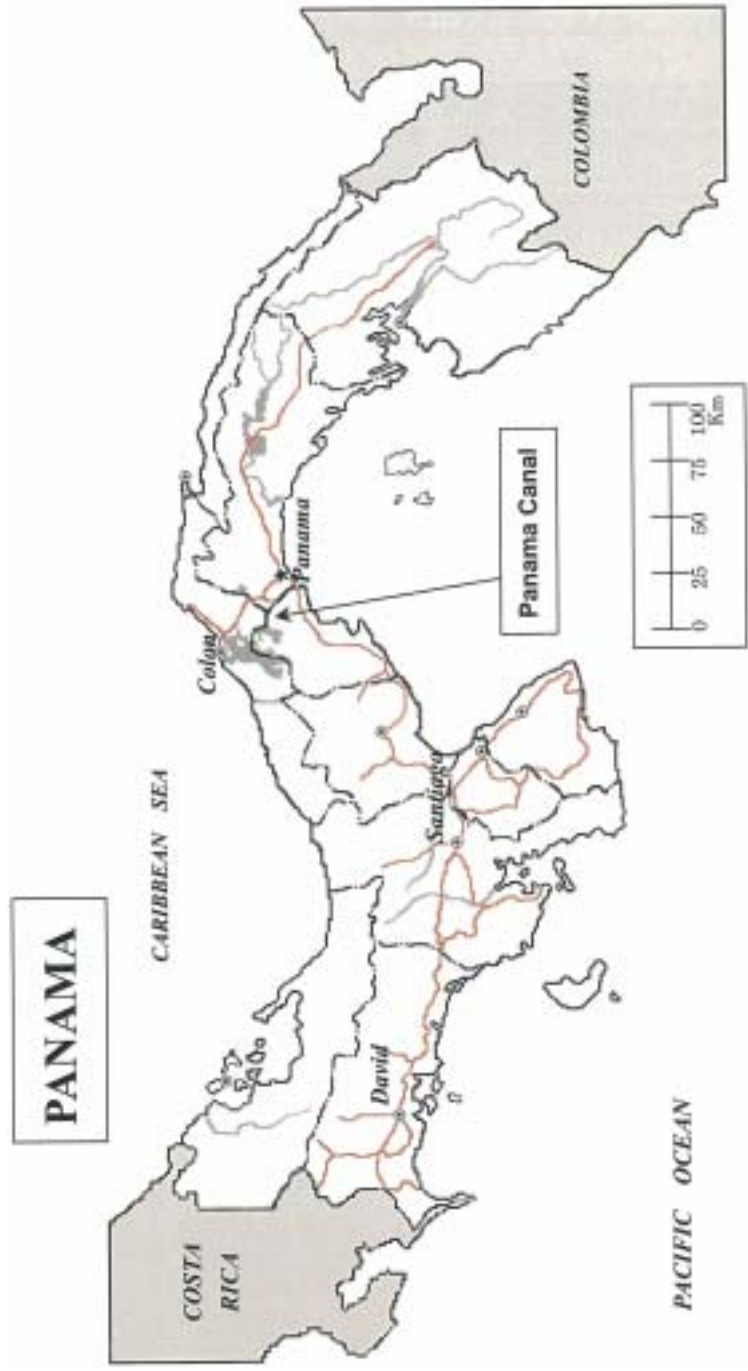 PANAMA
CARIBBEAN SEA
COSTA
RICA
David
Santiago
Colon
Panama
Panama Canal
COLOMBIA
PACIFIC OCEAN
0 25 50 75 100
Km